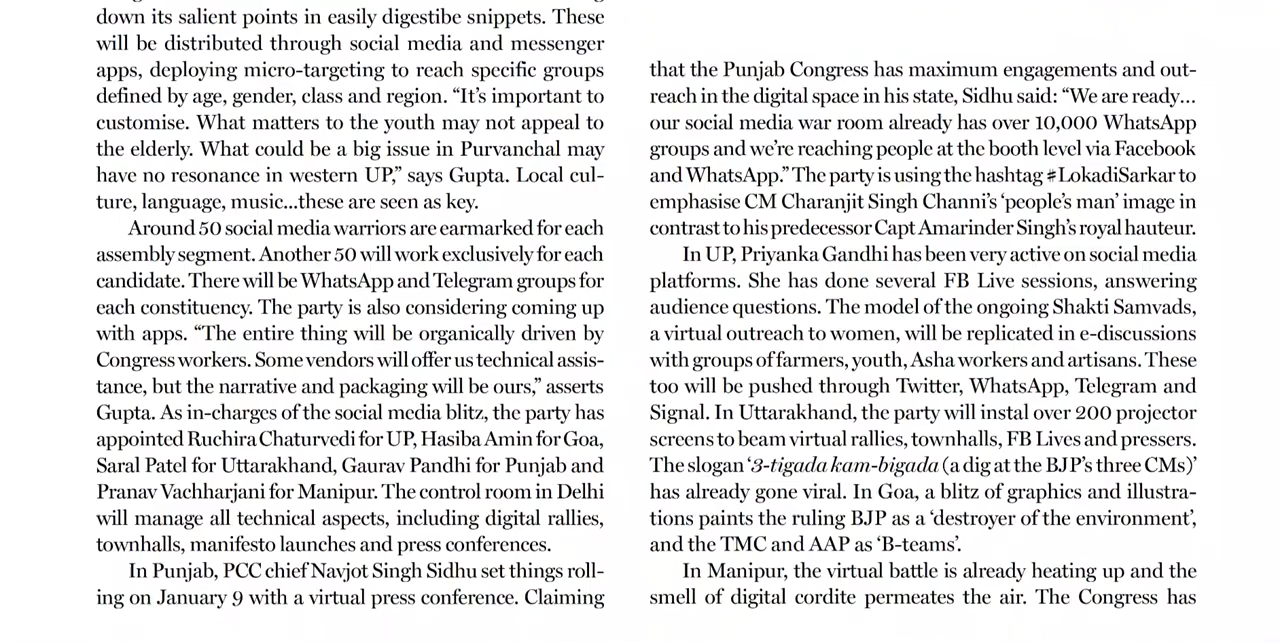 down its salient points in easily digestibe snippets. These
will be distributed through social media and messenger
apps, deploying micro-targeting to reach specific groups
defined by age, gender, class and region. “It’s important to
customise. What matters to the youth may not appeal to
the elderly. What could be a big issue in Purvanchal may
have no resonance in western UP,” says Gupta. Local cul-
ture, language, music...these are seen as key.
Around 50 social media warriors are earmarked for each
assembly segment. Another 50 will work exclusively for each
candidate. There will be WhatsApp and Telegram groups for
each constituency. The party is also considering coming up
with apps. “The entire thing will be organically driven by
Congress workers. Some vendors will offer us technical assis-
tance, but the narrative and packaging will be ours,” asserts
Gupta. As in-charges of the social media blitz, the party has
appointed Ruchira Chaturvedi for UP, Hasiba Amin for Goa,
Saral Patel for Uttarakhand, Gaurav Pandhi for Punjab and
Pranav Vachharjani for Manipur. The control room in Delhi
will manage all technical aspects, including digital rallies,
townhalls, manifesto launches and press conferences.
In Punjab, PCC chief Navjot Singh Sidhu set things roll-
ing on January 9 with a virtual press conference. Claiming
that the Punjab Congress has maximum engagements and out-
reach in the digital space in his state, Sidhu said: “We are ready...
our social media war room already has over 10,000 WhatsApp
groups and we’re reaching people at the booth level via Facebook
and WhatsApp.” The party is using the hashtag #LokadiSarkar to
emphasise CM Charanjit Singh Channi’s ‘people’s man’ image in
contrast to his predecessor Capt Amarinder Singh’s royal hauteur.
In UP, Priyanka Gandhi has been very active on social media
platforms. She has done several FB Live sessions, answering
audience questions. The model of the ongoing Shakti Samvads,
a virtual outreach to women, will be replicated in e-discussions
with groups of farmers, youth, Asha workers and artisans. These
too will be pushed through Twitter, WhatsApp, Telegram and
Signal. In Uttarakhand, the party will instal over 200 projector
screens to beam virtual rallies, townhalls, FB Lives and pressers.
The slogan ‘3-tigada kam-bigada (a dig at the BJP’s three CMs)’
has already gone viral. In Goa, a blitz of graphics and illustra-
tions paints the ruling BJP as a ‘destroyer of the environment’,
and the TMC and AAP as ‘B-teams’.
In Manipur, the virtual battle is already heating up and the
smell of digital cordite permeates the air. The Congress has